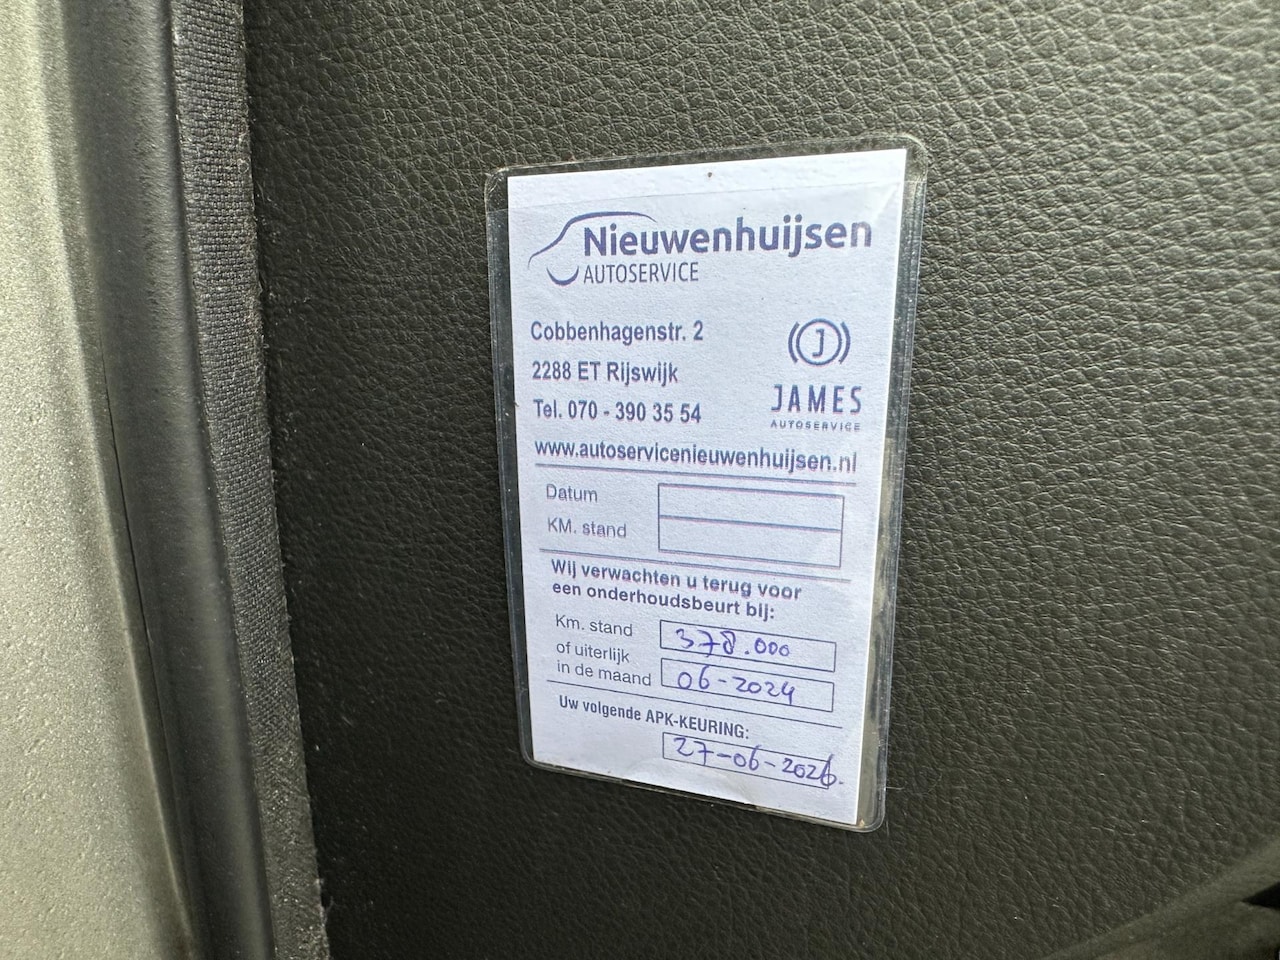 Nieuwenhuijsen
AUTOSERVICE
Cobbenhagenstr. 2
2288 ET Rijswijk
Tel. 070 - 390 35 54
J
JAMES
AUTOSERVICE
www.autoservicenieuwenhuijsen.nl
Datum
KM. stand
Wij verwachten u terug voor
een onderhoudsbeurt bij:
Km. stand 378.000
of uiterlijk
in de maand 06-2024
Uw volgende APK-KEURING:
27-06-2026.